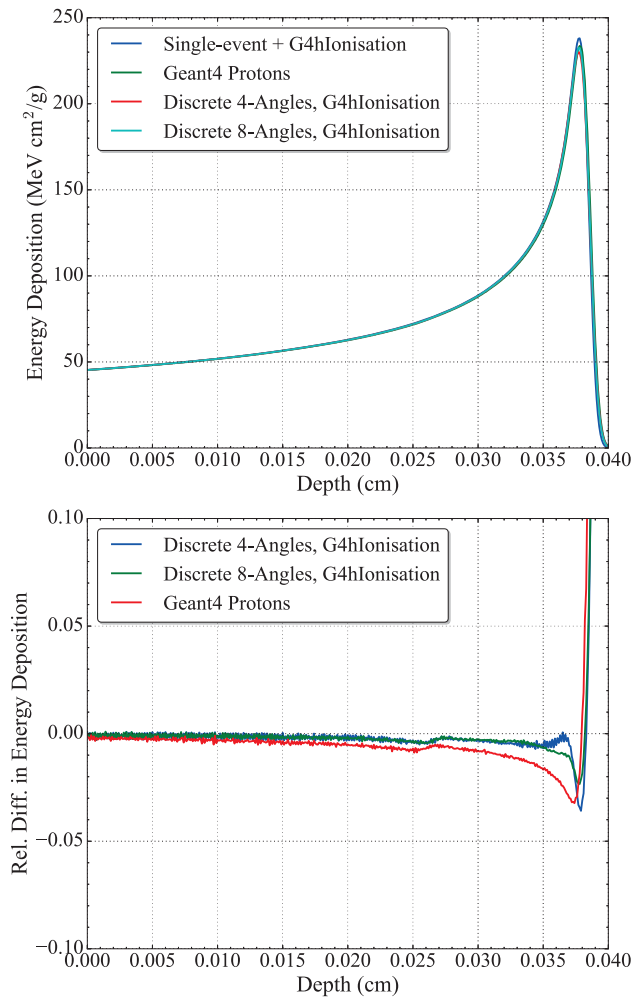 250
200
150
100
50
0
Energy Deposition (MeV cm²/g)
Single-event + G4hIonisation
Geant4 Protons
Discrete 4-Angles, G4hIonisation
Discrete 8-Angles, G4hIonisation
0.000 0.005 0.010 0.015 0.020 0.025 0.030 0.035 0.040
Depth (cm)
0.10
0.05
0.00
−0.05
−0.10
Rel. Diff. in Energy Deposition
Discrete 4-Angles, G4hIonisation
Discrete 8-Angles, G4hIonisation
Geant4 Protons
0.000 0.005 0.010 0.015 0.020 0.025 0.030 0.035 0.040
Depth (cm)